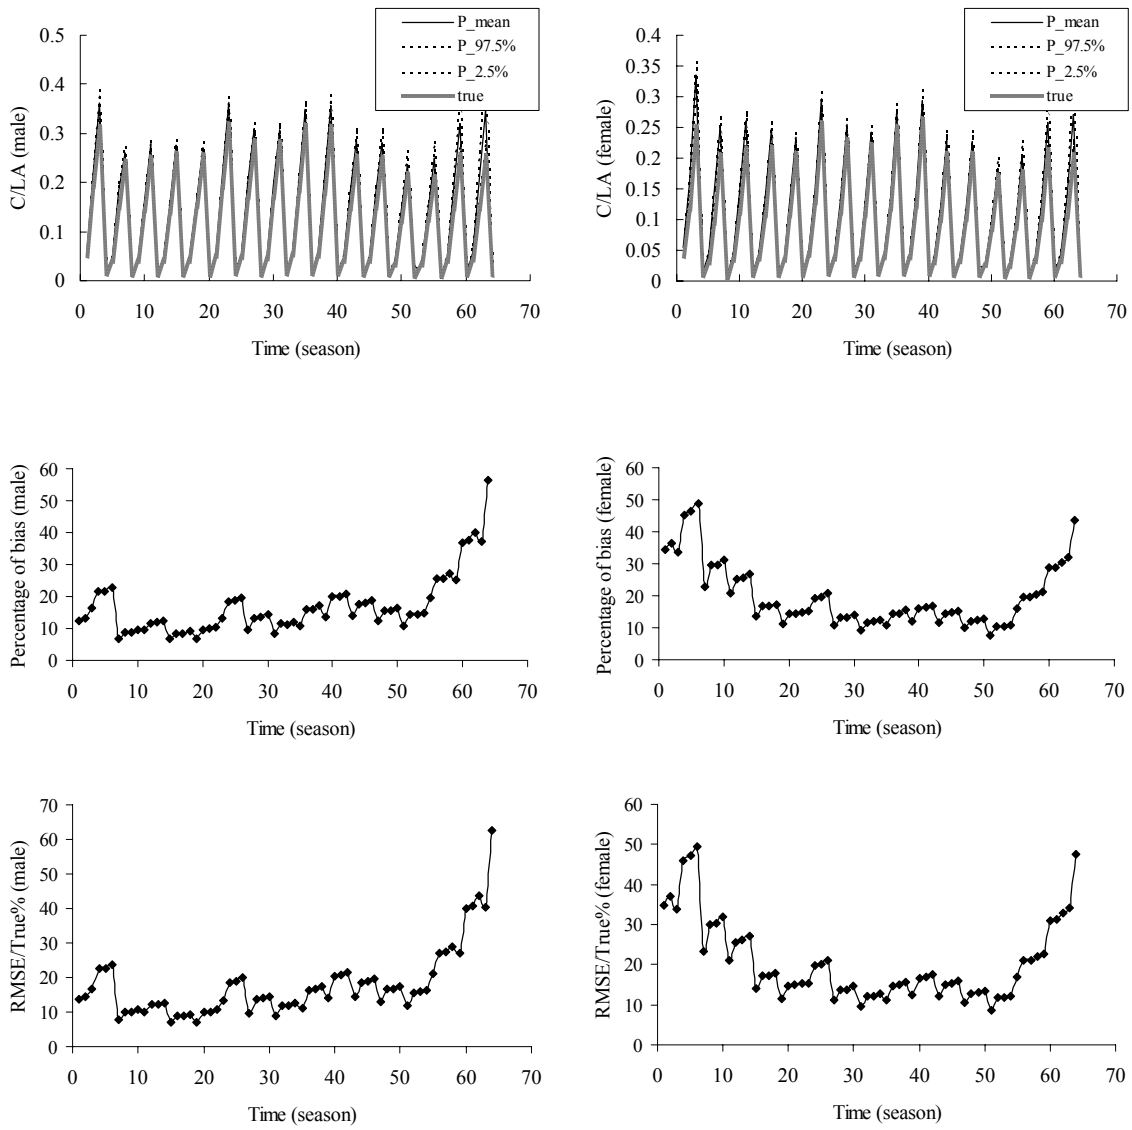 P_mean
P_97.5%
P_2.5%
true
0.5
0.4
0.3
0.2
0.1
0
C/LA (male)
0 10 20 30 40 50 60 70
Time (season)
P_mean
P_97.5%
P_2.5%
true
0.4
0.35
0.3
0.25
0.2
0.15
0.1
0.05
0
C/LA (female)
0 10 20 30 40 50 60 70
Time (season)
60
50
40
30
20
10
0
Percentage of bias (male)
0 10 20 30 40 50 60 70
Time (season)
60
50
40
30
20
10
0
Percentage of bias (female)
0 10 20 30 40 50 60 70
Time (season)
70
60
50
40
30
20
10
0
RMSE/True% (male)
0 10 20 30 40 50 60 70
Time (season)
60
50
40
30
20
10
0
RMSE/True% (female)
0 10 20 30 40 50 60 70
Time (season)